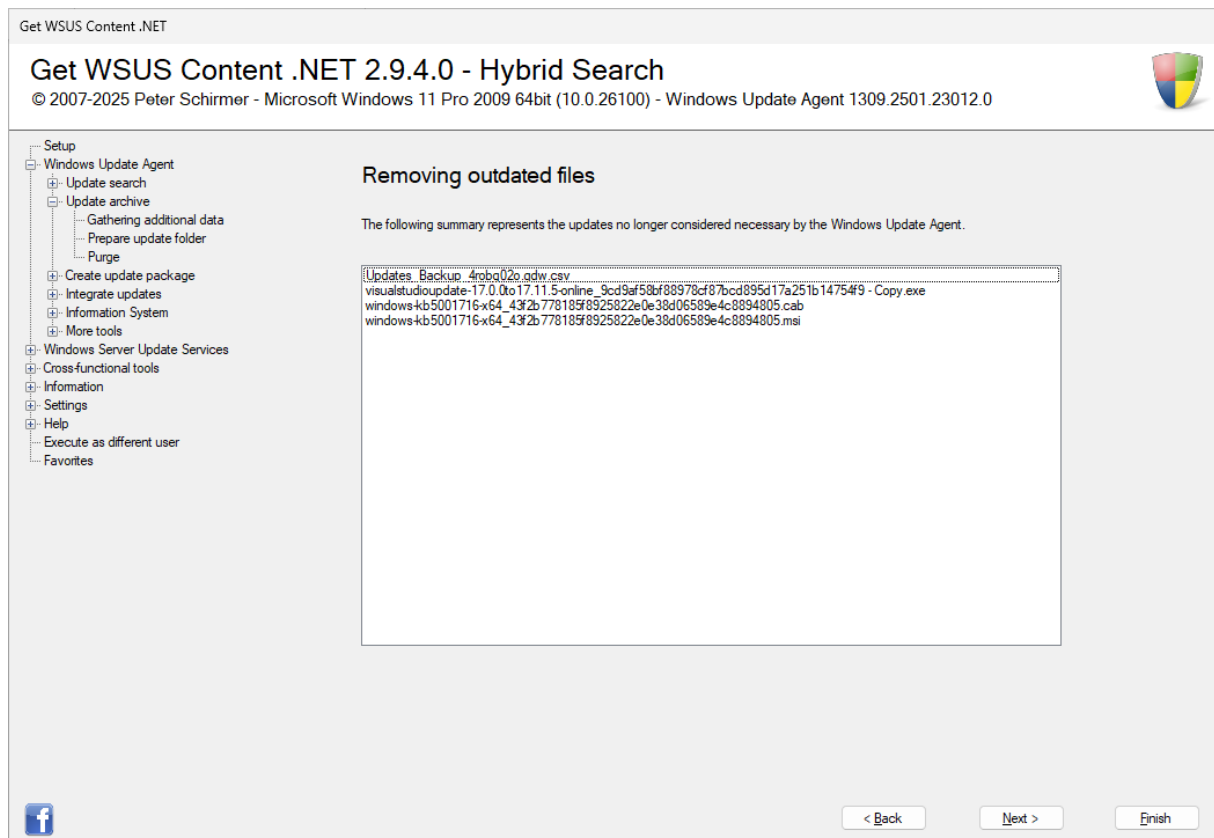 Get WSUS Content .NET
Get WSUS Content .NET 2.9.4.0 - Hybrid Search
© 2007-2025 Peter Schirmer - Microsoft Windows 11 Pro 2009 64bit (10.0.26100) - Windows Update Agent 1309.2501.23012.0
Setup
Windows Update Agent
Update search
Update archive
Gathering additional data
Prepare update folder
Purge
Create update package
Integrate updates
Information System
More tools
Windows Server Update Services
Cross-functional tools
Information
Settings
Help
Execute as different user
Favorites
Removing outdated files
The following summary represents the updates no longer considered necessary by the Windows Update Agent.
Updates_Backup_4robq02o.qdw.csv
visualstudioupdate-17.0.0to17.11.5-online_9cd9af58bf88978cf87bcd895d17a251b14754f9 - Copy.exe
windows-kb5001716-x64_43f2b778185f8925822e0e38d06589e4c8894805.cab
windows-kb5001716-x64_43f2b778185f8925822e0e38d06589e4c8894805.msi
< Back
Next >
Finish